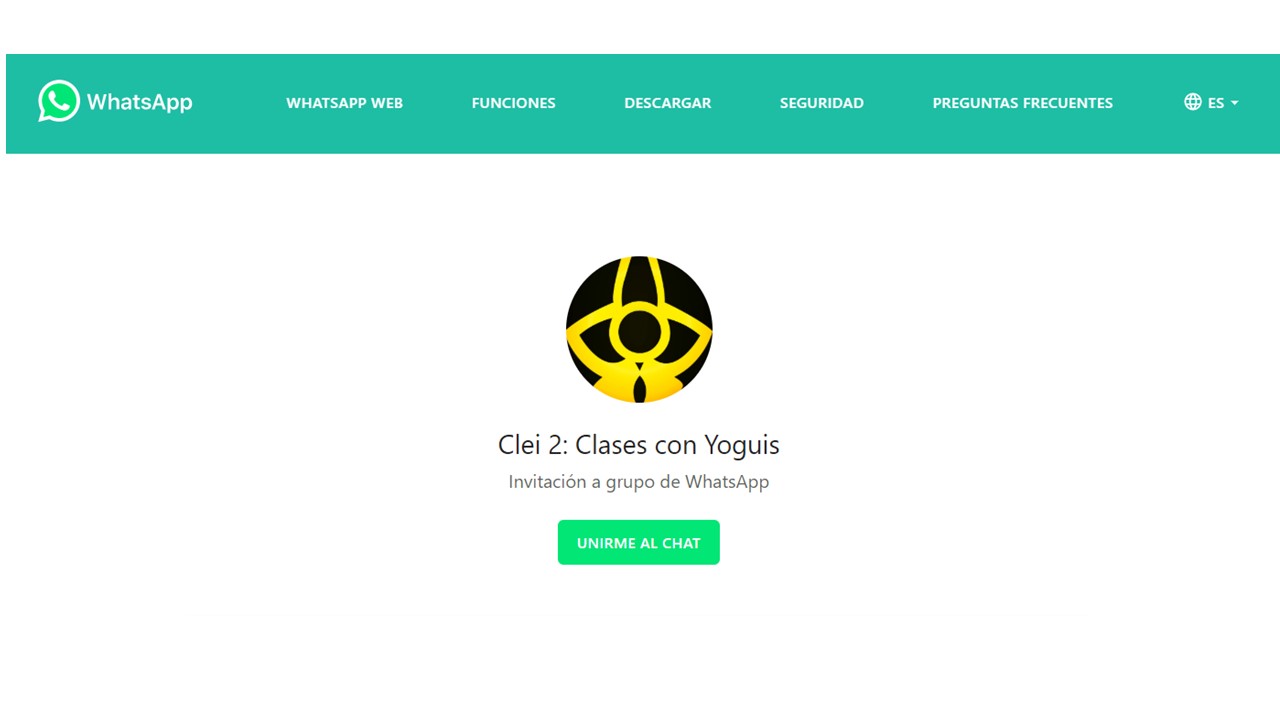 WhatsApp WHATSAPP WEB FUNCIONES DESCARGAR SEGURIDAD PREGUNTAS FRECUENTES ES
Clei 2: Clases con Yoguis
Invitación a grupo de WhatsApp
UNIRME AL CHAT